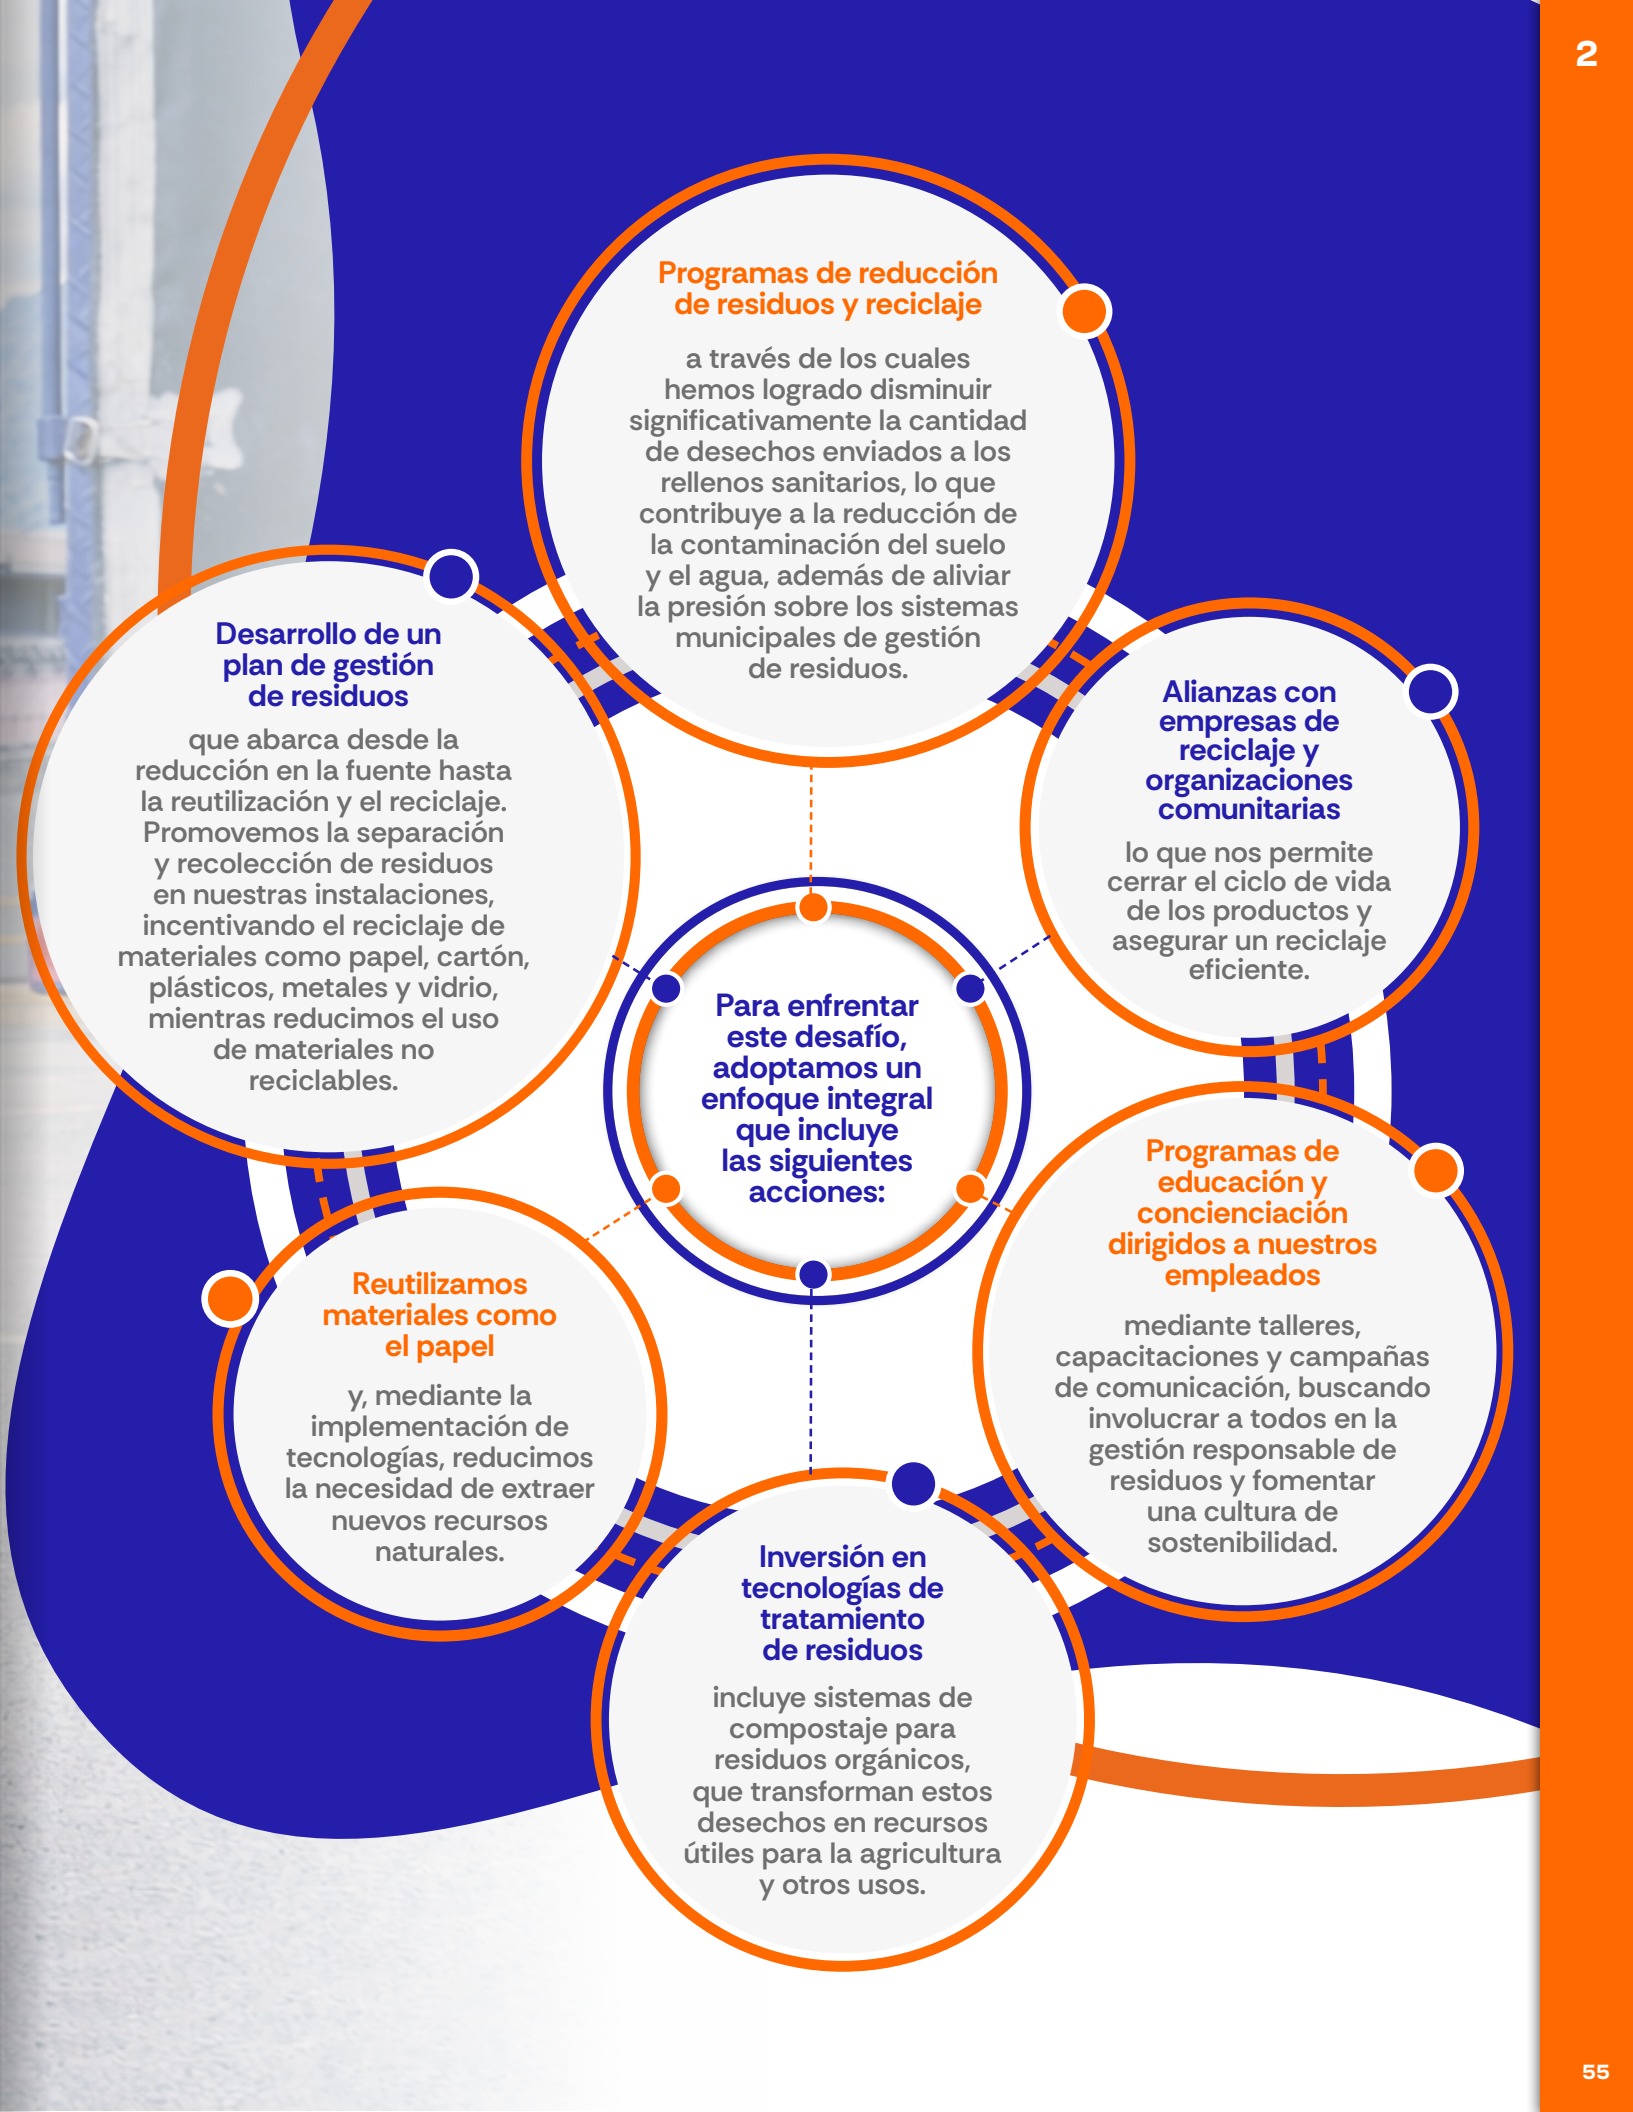 2
Programas de reducción
de residuos y reciclaje
a través de los cuales
hemos logrado disminuir
significativamente la cantidad
de desechos enviados a los
rellenos sanitarios, lo que
contribuye a la reducción de
la contaminación del suelo
y el agua, además de aliviar
la presión sobre los sistemas
municipales de gestión
de residuos.
Desarrollo de un
plan de gestión
de residuos
que abarca desde la
reducción en la fuente hasta
la reutilización y el reciclaje.
Promovemos la separación
y recolección de residuos
en nuestras instalaciones,
incentivando el reciclaje de
materiales como papel, cartón,
plásticos, metales y vidrio,
mientras reducimos el uso
de materiales no
reciclables.
Alianzas con
empresas de
reciclaje y
organizaciones
comunitarias
lo que nos permite
cerrar el ciclo de vida
de los productos y
asegurar un reciclaje
eficiente.
Para enfrentar
este desafío,
adoptamos un
enfoque integral
que incluye
las siguientes
acciones:
Programas de
educación y
concienciación
dirigidos a nuestros
empleados
mediante talleres,
capacitaciones y campañas
de comunicación, buscando
involucrar a todos en la
gestión responsable de
residuos y fomentar
una cultura de
sostenibilidad.
Reutilizamos
materiales como
el papel
y, mediante la
implementación de
tecnologías, reducimos
la necesidad de extraer
nuevos recursos
naturales.
Inversión en
tecnologías de
tratamiento
de residuos
incluye sistemas de
compostaje para
residuos orgánicos,
que transforman estos
desechos en recursos
útiles para la agricultura
y otros usos.
55